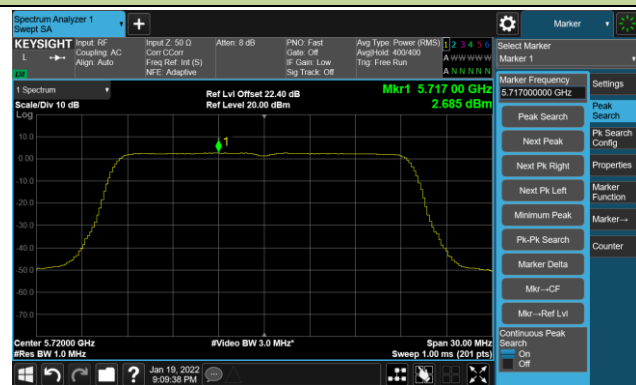 Spectrum Analyzer 1
Swept SA
Marker
KEYSIGHT
L
Input: RF
Coupling: AC
Align: Auto
Input Z: 50 Ω
Corr CCorr
Freq Ref: Int (S)
NFE: Adaptive
Atten: 8 dB
PNO: Fast
Gate: Off
IF Gain: Low
Sig Track: Off
Avg Type: Power (RMS)
Avg|Hold: 400/400
Trig: Free Run
1 2 3 4 5 6
A W W W W W
A N N N N N
Select Marker
Marker 1
1 Spectrum
Scale/Div 10 dB
Log
Ref Lvl Offset 22.40 dB
Ref Level 20.00 dBm
Mkr1 5.717 00 GHz
2.685 dBm
1
10.0
0.00
-10.0
-20.0
-30.0
-40.0
-50.0
-60.0
-70.0
Center 5.72000 GHz
#Res BW 1.0 MHz
#Video BW 3.0 MHz*
Span 30.00 MHz
Sweep 1.00 ms (201 pts)
Marker Frequency
5.717000000 GHz
Peak Search
Next Peak
Next Pk Right
Next Pk Left
Minimum Peak
Pk-Pk Search
Marker Delta
Mkr→CF
Mkr→Ref Lvl
Continuous Peak
Search
On
Off
Settings
Peak
Search
Pk Search
Config
Properties
Marker
Function
Marker→
Counter
?
Jan 19, 2022
9:09:38 PM